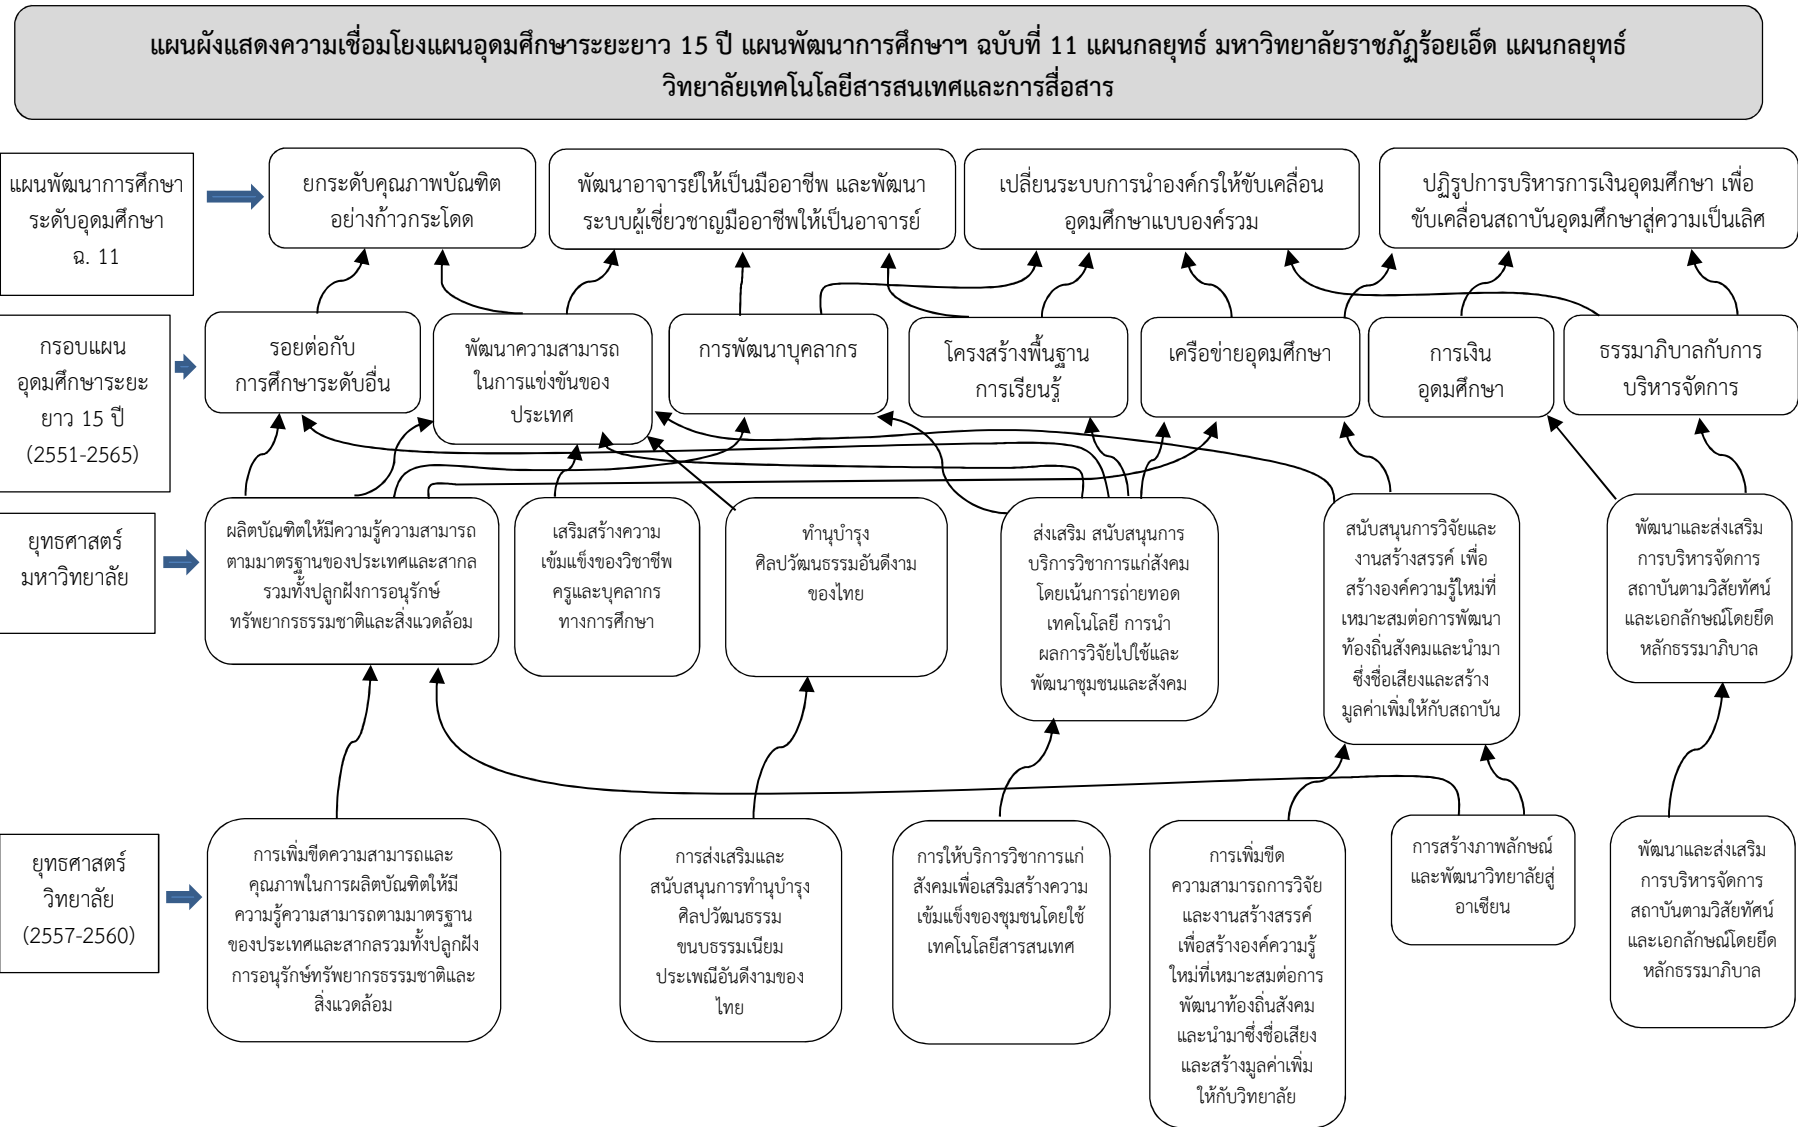 แผนผังแสดงความเชื่อมโยงแผนอุดมศึกษาระยะยาว 15 ปี แผนพัฒนาการศึกษาฯ ฉบับที่ 11 แผนกลยุทธ์ มหาวิทยาลัยราชภัฏร้อยเอ็ด แผนกลยุทธ์
วิทยาลัยเทคโนโลยีสารสนเทศและการสื่อสาร
แผนพัฒนาการศึกษา
ระดับอุดมศึกษา
ฉ. 11
ยกระดับคุณภาพบัณฑิต
อย่างก้าวกระโดด
พัฒนาอาจารย์ให้เป็นมืออาชีพ และพัฒนา
ระบบผู้เชี่ยวชาญมืออาชีพให้เป็นอาจารย์
เปลี่ยนระบบการนำองค์กรให้ขับเคลื่อน
อุดมศึกษาแบบองค์รวม
ปฏิรูปการบริหารการเงินอุดมศึกษา เพื่อ
ขับเคลื่อนสถาบันอุดมศึกษาสู่ความเป็นเลิศ
กรอบแผน
อุดมศึกษาระยะ
ยาว 15 ปี
(2551-2565)
รอยต่อกับ
การศึกษาระดับอื่น
พัฒนาความสามารถ
ในการแข่งขันของ
ประเทศ
การพัฒนาบุคลากร
โครงสร้างพื้นฐาน
การเรียนรู้
เครือข่ายอุดมศึกษา
การเงิน
อุดมศึกษา
ธรรมาภิบาลกับการ
บริหารจัดการ
ยุทธศาสตร์
มหาวิทยาลัย
ผลิตบัณฑิตให้มีความรู้ความสามารถ
ตามมาตรฐานของประเทศและสากล
รวมทั้งปลูกฝังการอนุรักษ์
ทรัพยากรธรรมชาติและสิ่งแวดล้อม
เสริมสร้างความ
เข้มแข็งของวิชาชีพ
ครูและบุคลากร
ทางการศึกษา
ทำนุบำรุง
ศิลปวัฒนธรรมอันดีงาม
ของไทย
ส่งเสริม สนับสนุนการ
บริการวิชาการแก่สังคม
โดยเน้นการถ่ายทอด
เทคโนโลยี การนำ
ผลการวิจัยไปใช้และ
พัฒนาชุมชนและสังคม
สนับสนุนการวิจัยและ
งานสร้างสรรค์ เพื่อ
สร้างองค์ความรู้ใหม่ที่
เหมาะสมต่อการพัฒนา
ท้องถิ่นสังคมและนำมา
ซึ่งชื่อเสียงและสร้าง
มูลค่าเพิ่มให้กับสถาบัน
พัฒนาและส่งเสริม
การบริหารจัดการ
สถาบันตามวิสัยทัศน์
และเอกลักษณ์โดยยึด
หลักธรรมาภิบาล
ยุทธศาสตร์
วิทยาลัย
(2557-2560)
การเพิ่มขีดความสามารถและ
คุณภาพในการผลิตบัณฑิตให้มี
ความรู้ความสามารถตามมาตรฐาน
ของประเทศและสากลรวมทั้งปลูกฝัง
การอนุรักษ์ทรัพยากรธรรมชาติและ
สิ่งแวดล้อม
การส่งเสริมและ
สนับสนุนการทำนุบำรุง
ศิลปวัฒนธรรม
ขนบธรรมเนียม
ประเพณีอันดีงามของ
ไทย
การให้บริการวิชาการแก่
สังคมเพื่อเสริมสร้างความ
เข้มแข็งของชุมชนโดยใช้
เทคโนโลยีสารสนเทศ
การเพิ่มขีด
ความสามารถการวิจัย
และงานสร้างสรรค์
เพื่อสร้างองค์ความรู้
ใหม่ที่เหมาะสมต่อการ
พัฒนาท้องถิ่นสังคม
และนำมาซึ่งชื่อเสียง
และสร้างมูลค่าเพิ่ม
ให้กับวิทยาลัย
การสร้างภาพลักษณ์
และพัฒนาวิทยาลัยสู่
อาเซียน
พัฒนาและส่งเสริม
การบริหารจัดการ
สถาบันตามวิสัยทัศน์
และเอกลักษณ์โดยยึด
หลักธรรมาภิบาล